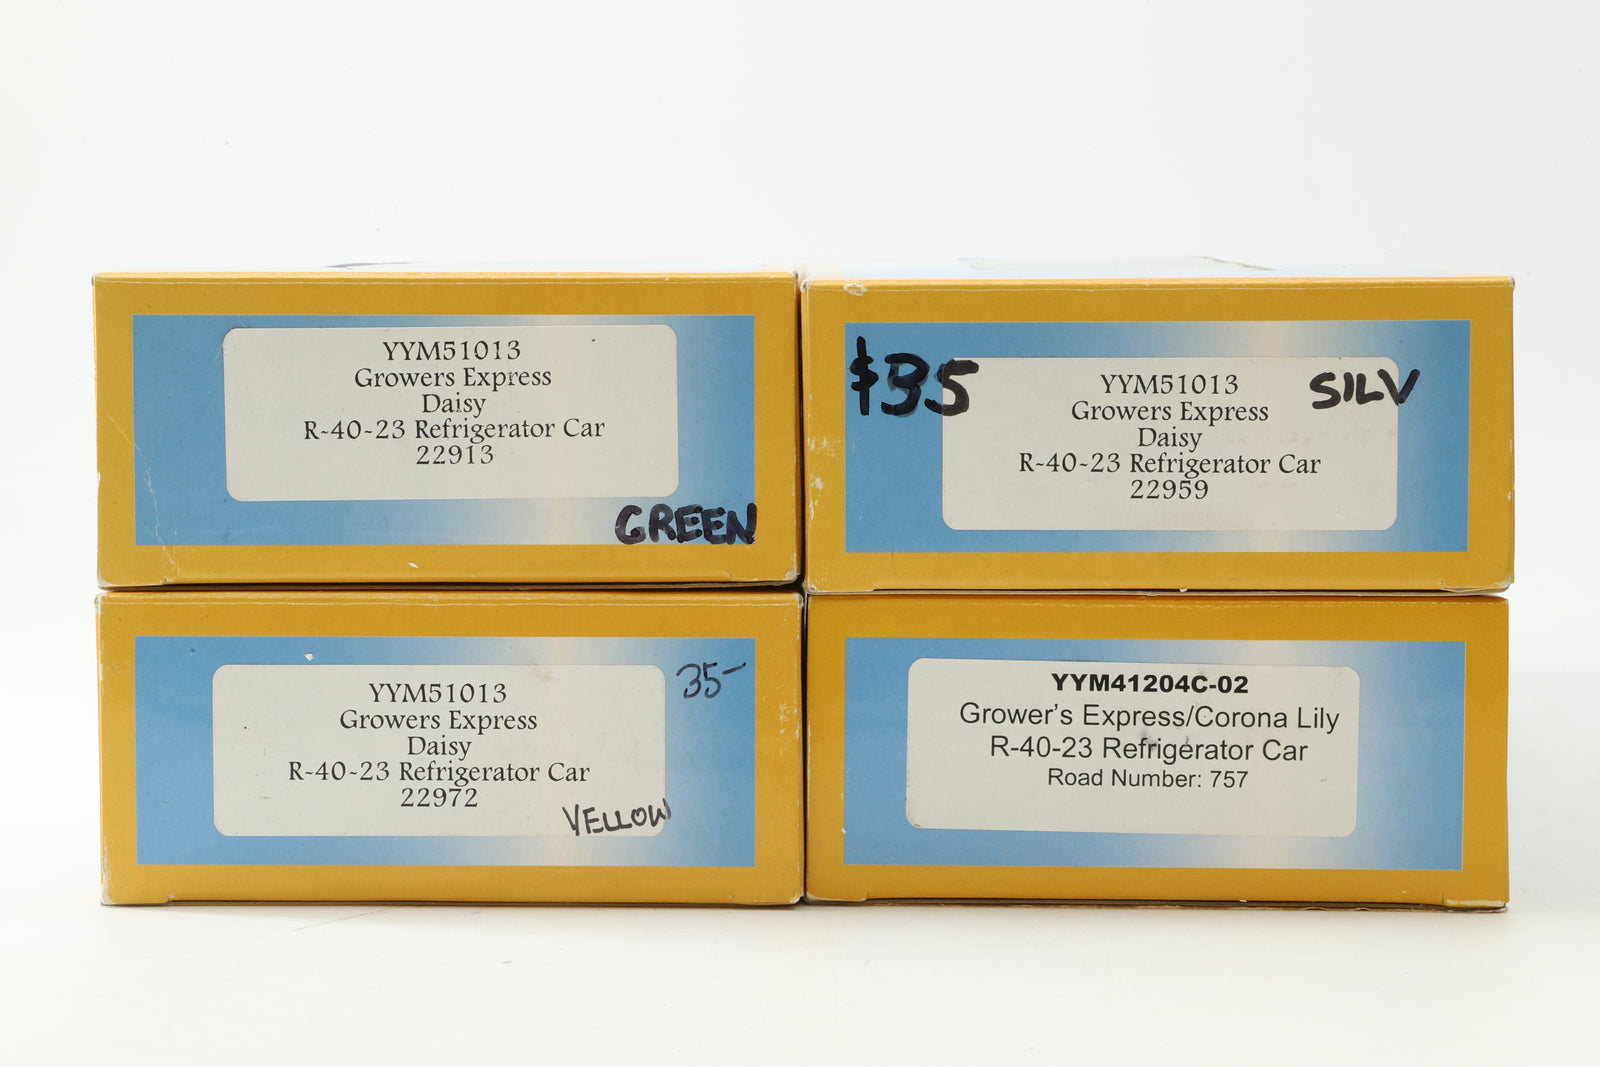 YYM51013
Growers Express
Daisy
R-40-23 Refrigerator Car
22913
GREEN
$35
YYM51013
SILV
Growers Express
Daisy
R-40-23 Refrigerator Car
22959
35-
YYM51013
Growers Express
Daisy
R-40-23 Refrigerator Car
22972
YELLOW
YYM41204C-02
Grower's Express/Corona Lily
R-40-23 Refrigerator Car
Road Number: 757